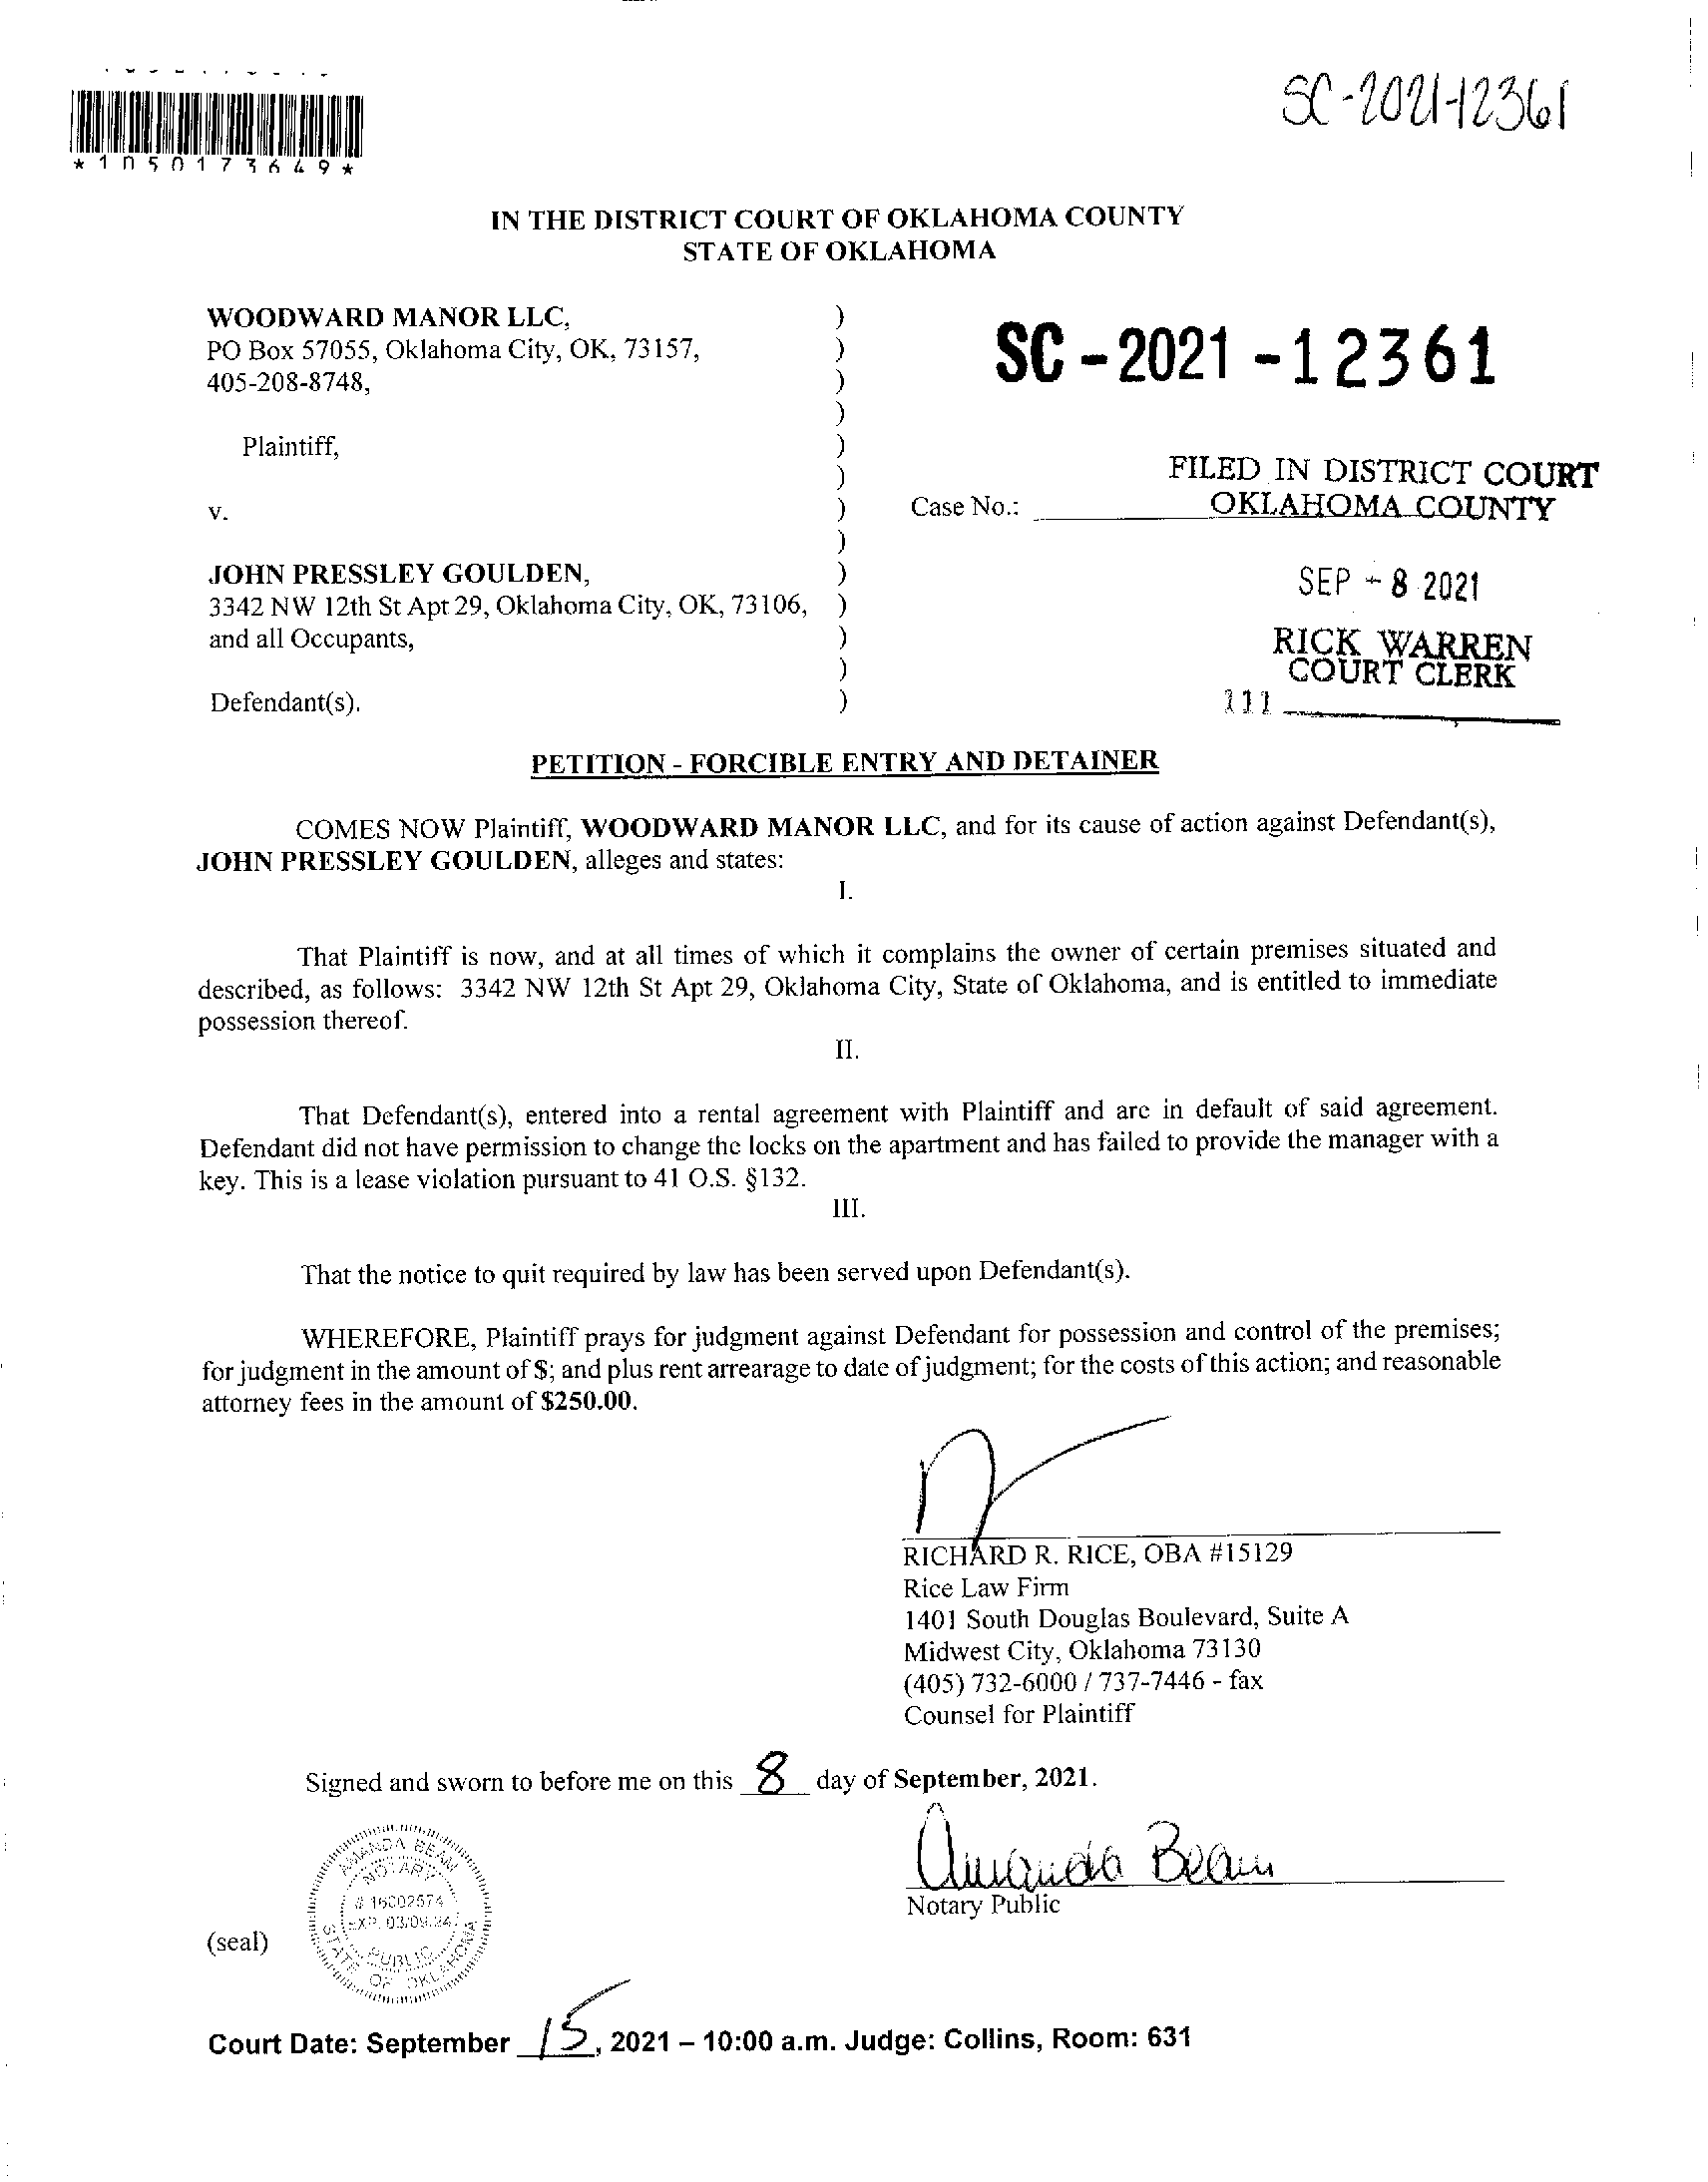 SC-2021-12361
*1050173649*
IN THE DISTRICT COURT OF OKLAHOMA COUNTY
STATE OF OKLAHOMA
WOODWARD MANOR LLC, )
PO Box 57055, Oklahoma City, OK, 73157, )
405-208-8748, )
)
Plaintiff, )
)
v. )
)
JOHN PRESSLEY GOULDEN, )
3342 NW 12th St Apt 29, Oklahoma City, OK, 73106, )
and all Occupants, )
)
Defendant(s). )
SC-2021-12361
FILED IN DISTRICT COURT
Case No.: OKLAHOMA COUNTY
SEP - 8 2021
RICK WARREN
COURT CLERK
111
PETITION - FORCIBLE ENTRY AND DETAINER
COMES NOW Plaintiff, WOODWARD MANOR LLC, and for its cause of action against Defendant(s),
JOHN PRESSLEY GOULDEN, alleges and states:
I.
That Plaintiff is now, and at all times of which it complains the owner of certain premises situated and
described, as follows: 3342 NW 12th St Apt 29, Oklahoma City, State of Oklahoma, and is entitled to immediate
possession thereof.
II.
That Defendant(s), entered into a rental agreement with Plaintiff and are in default of said agreement.
Defendant did not have permission to change the locks on the apartment and has failed to provide the manager with a
key. This is a lease violation pursuant to 41 O.S. §132.
III.
That the notice to quit required by law has been served upon Defendant(s).
WHEREFORE, Plaintiff prays for judgment against Defendant for possession and control of the premises;
for judgment in the amount of $; and plus rent arrearage to date of judgment; for the costs of this action; and reasonable
attorney fees in the amount of $250.00.
RICHARD R. RICE, OBA #15129
Rice Law Firm
1401 South Douglas Boulevard, Suite A
Midwest City, Oklahoma 73130
(405) 732-6000 / 737-7446 - fax
Counsel for Plaintiff
Signed and sworn to before me on this 8 day of September, 2021.
Amanda Beam
Notary Public
AMANDA BEAM
NOTARY
# 16002574
EXP. 03/09/24
PUBLIC
STATE OF OKLAHOMA
(seal)
Court Date: September 15, 2021 – 10:00 a.m. Judge: Collins, Room: 631